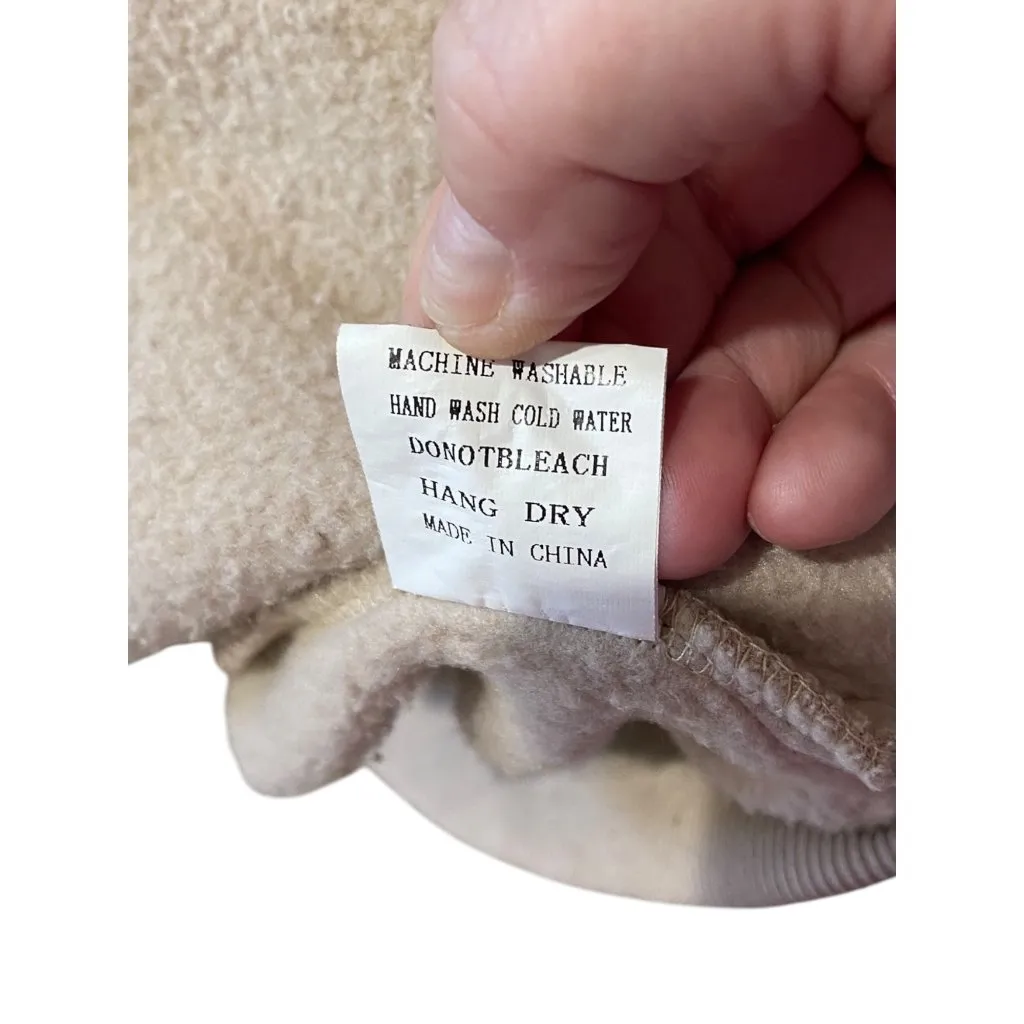 MACHINE WASHABLE
HAND WASH COLD WATER
DONOTBLEACH
HANG DRY
MADE IN CHINA